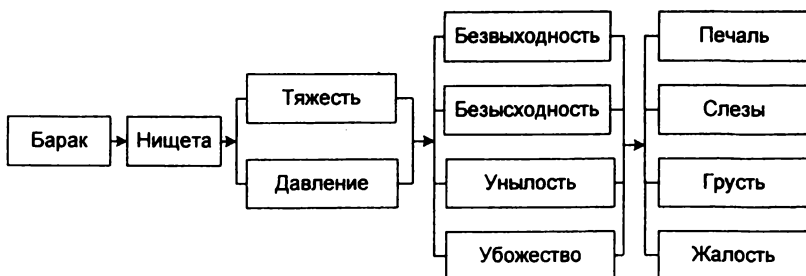 Барак
Нищета
Тяжесть
Давление
Безвыходность
Безысходность
Унылость
Убожество
Печаль
Слезы
Грусть
Жалость